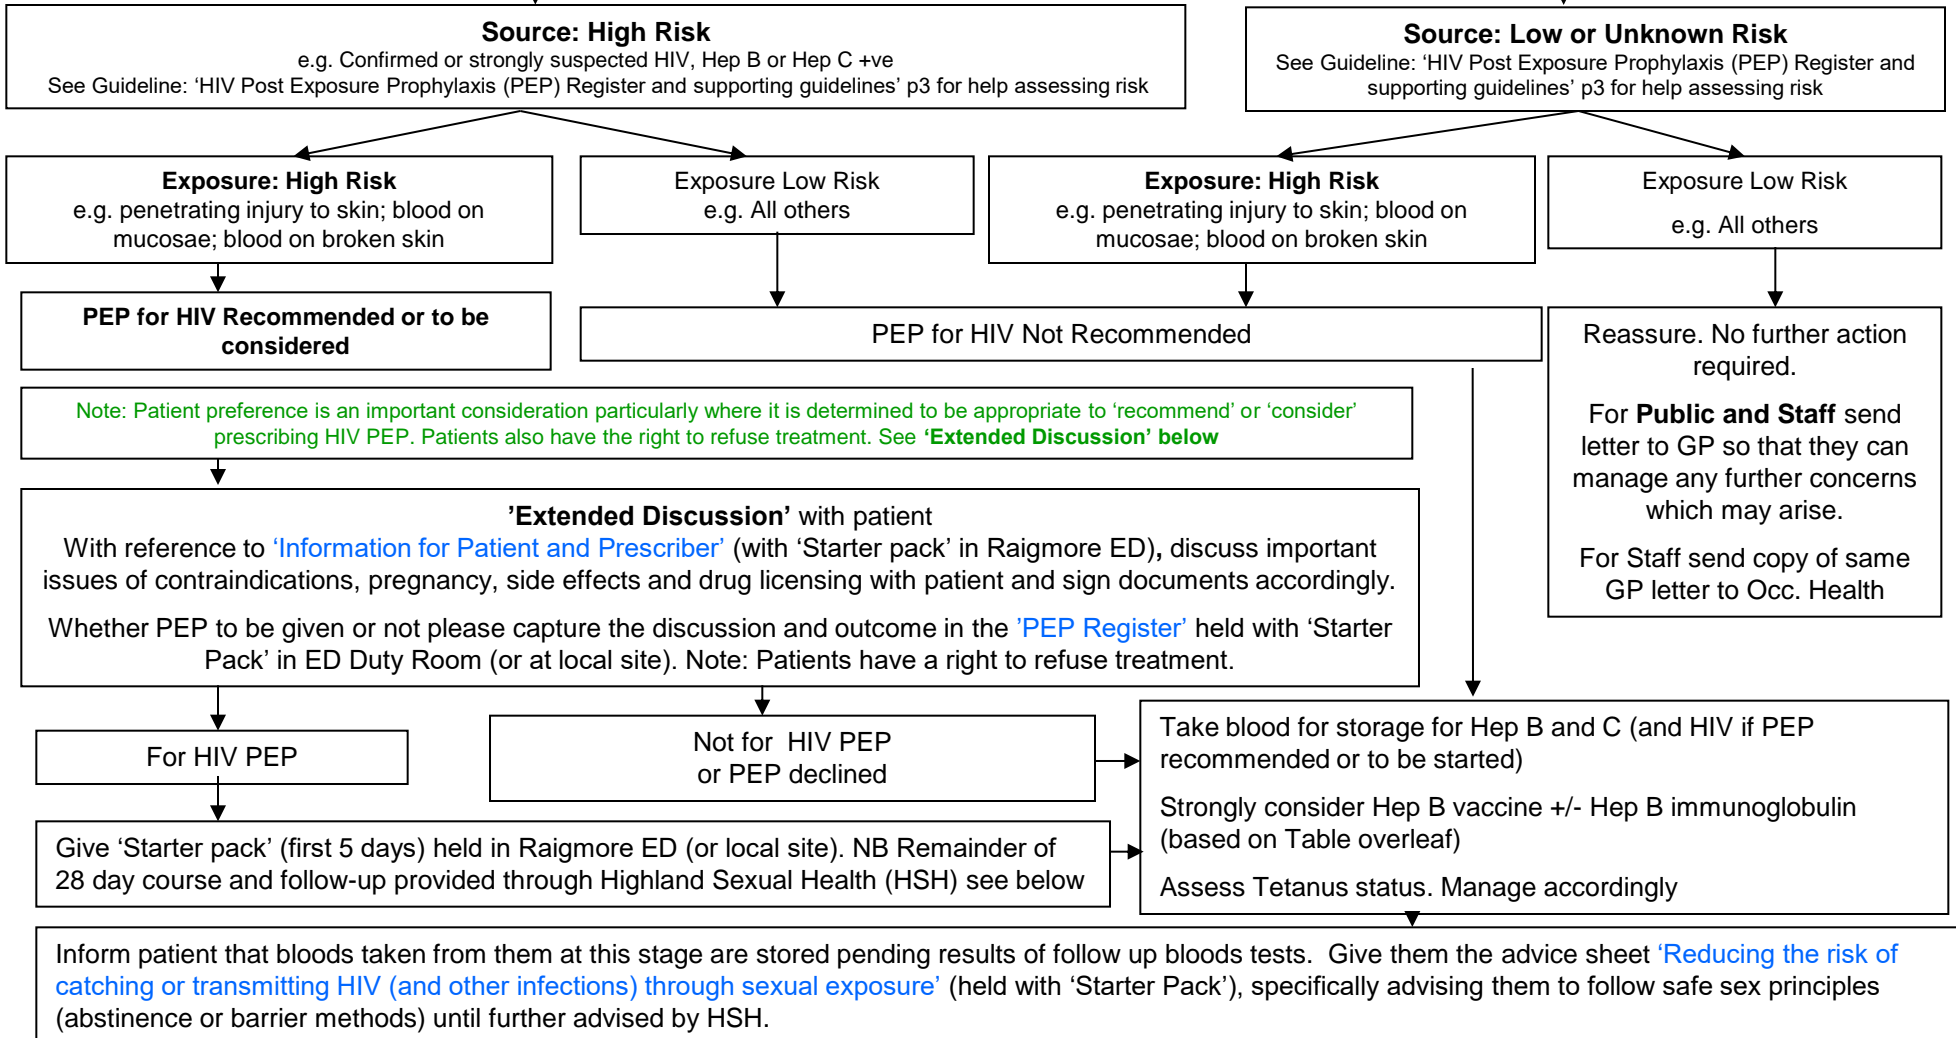 Source: High Risk
e.g. Confirmed or strongly suspected HIV, Hep B or Hep C +ve
See Guideline: ‘HIV Post Exposure Prophylaxis (PEP) Register and supporting guidelines’ p3 for help assessing risk
Source: Low or Unknown Risk
See Guideline: ‘HIV Post Exposure Prophylaxis (PEP) Register and
supporting guidelines’ p3 for help assessing risk
Exposure: High Risk
e.g. penetrating injury to skin; blood on
mucosae; blood on broken skin
Exposure Low Risk
e.g. All others
Exposure: High Risk
e.g. penetrating injury to skin; blood on
mucosae; blood on broken skin
Exposure Low Risk
e.g. All others
PEP for HIV Recommended or to be
considered
PEP for HIV Not Recommended
Reassure. No further action
required.
For Public and Staff send
letter to GP so that they can
manage any further concerns
which may arise.
For Staff send copy of same
GP letter to Occ. Health
Note: Patient preference is an important consideration particularly where it is determined to be appropriate to ‘recommend’ or ‘consider’
prescribing HIV PEP. Patients also have the right to refuse treatment. See ‘Extended Discussion’ below
’Extended Discussion’ with patient
With reference to ‘Information for Patient and Prescriber’ (with ‘Starter pack’ in Raigmore ED), discuss important
issues of contraindications, pregnancy, side effects and drug licensing with patient and sign documents accordingly.
Whether PEP to be given or not please capture the discussion and outcome in the ’PEP Register’ held with ‘Starter
Pack’ in ED Duty Room (or at local site). Note: Patients have a right to refuse treatment.
For HIV PEP
Not for HIV PEP
or PEP declined
Take blood for storage for Hep B and C (and HIV if PEP
recommended or to be started)
Strongly consider Hep B vaccine +/- Hep B immunoglobulin
(based on Table overleaf)
Assess Tetanus status. Manage accordingly
Give ‘Starter pack’ (first 5 days) held in Raigmore ED (or local site). NB Remainder of
28 day course and follow-up provided through Highland Sexual Health (HSH) see below
Inform patient that bloods taken from them at this stage are stored pending results of follow up bloods tests. Give them the advice sheet ‘Reducing the risk of
catching or transmitting HIV (and other infections) through sexual exposure’ (held with ‘Starter Pack’), specifically advising them to follow safe sex principles
(abstinence or barrier methods) until further advised by HSH.